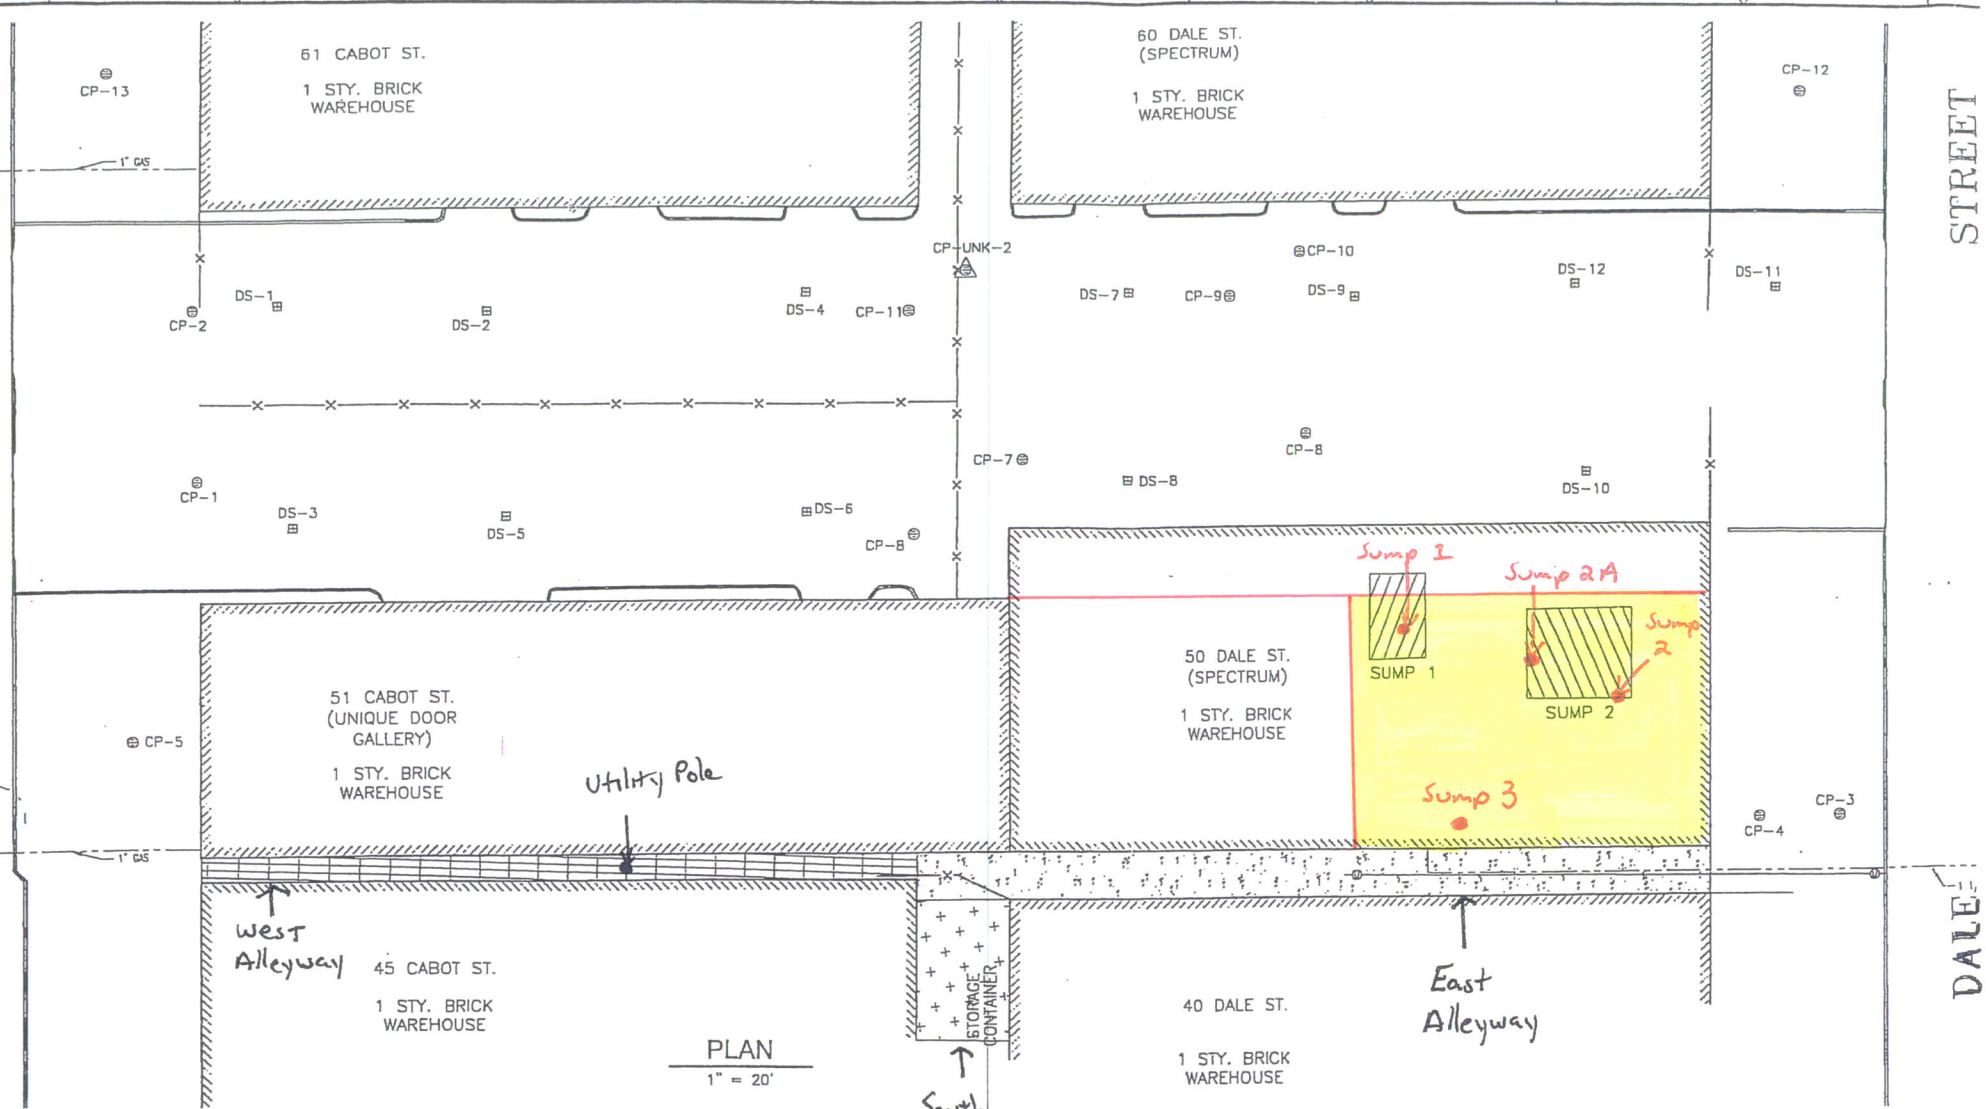 61 CABOT ST.
1 STY. BRICK
WAREHOUSE
60 DALE ST.
(SPECTRUM)
1 STY. BRICK
WAREHOUSE
CP-13
CP-12
STREET
1" GAS
CP-UNK-2
CP-10
DS-12
DS-11
DS-1
CP-2
DS-2
DS-4
CP-11
DS-7
CP-9
DS-9
CP-7
CP-8
CP-1
DS-3
DS-5
DS-6
CP-8
DS-8
DS-10
Sump 1
Sump 2A
Sump
2
SUMP 1
SUMP 2
51 CABOT ST.
(UNIQUE DOOR
GALLERY)
1 STY. BRICK
WAREHOUSE
50 DALE ST.
(SPECTRUM)
1 STY. BRICK
WAREHOUSE
CP-5
Utility Pole
Sump 3
CP-3
CP-4
1" GAS
West
Alleyway
45 CABOT ST.
1 STY. BRICK
WAREHOUSE
STORAGE
CONTAINER
East
Alleyway
40 DALE ST.
1 STY. BRICK
WAREHOUSE
DALE
PLAN
1" = 20'